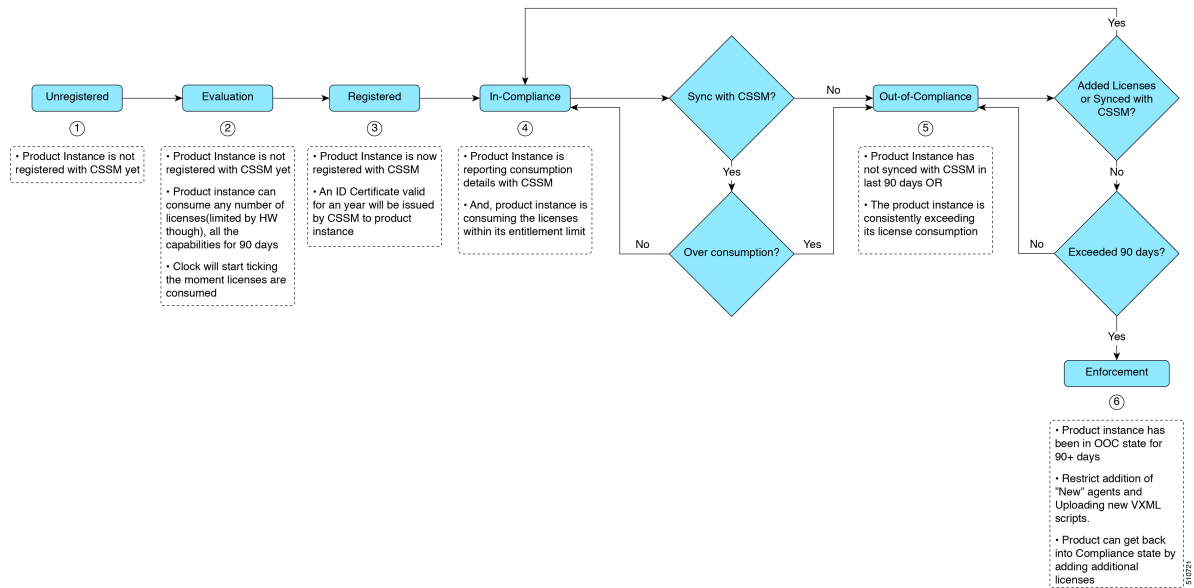 Yes
Unregistered
Evaluation
Registered
In-Compliance
Sync with CSSM?
No
Out-of-Compliance
Added Licenses
or Synced with
CSSM?
1
• Product Instance is not
registered with CSSM yet
2
• Product Instance is not
registered with CSSM yet
• Product instance can
consume any number of
licenses(limited by HW
though), all the
capabilities for 90 days
• Clock will start ticking
the moment licenses are
consumed
3
• Product Instance is now
registered with CSSM
• An ID Certificate valid
for an year will be issued
by CSSM to product
instance
4
• Product Instance is
reporting consumption
details with CSSM
• And, product instance is
consuming the licenses
within its entitlement limit
Yes
No
Over consumption?
Yes
5
• Product Instance has
not synced with CSSM in
last 90 days OR
• The product instance is
consistently exceeding
its license consumption
No
No
Exceeded 90 days?
Yes
Enforcement
6
• Product instance has
been in OOC state for
90+ days
• Restrict addition of
"New" agents and
Uploading new VXML
scripts.
• Product can get back
into Compliance state by
adding additional
licenses
510721